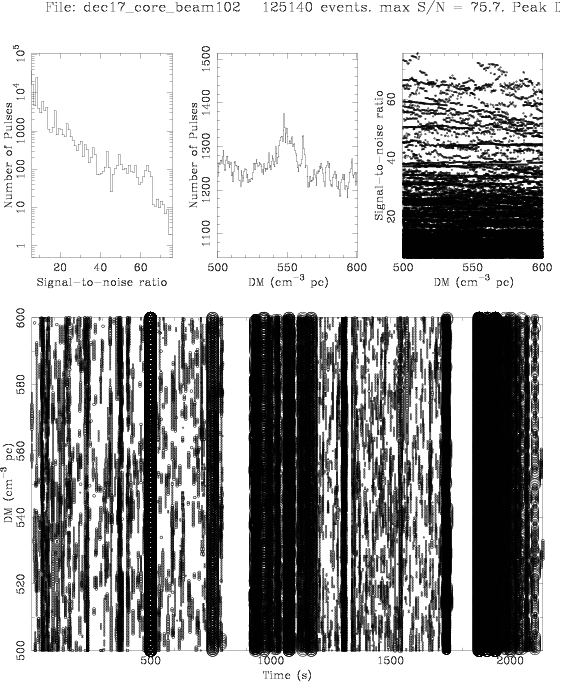 File: dec17_core_beam102 125140 events. max S/N = 75.7. Peak D
Number of Pulses
1 10 100 1000 10⁴ 10⁵
20 40 60
Signal-to-noise ratio
Number of Pulses
1100 1200 1300 1400 1500
500 550 600
DM (cm⁻³ pc)
Signal-to-noise ratio
20 40 60
500 550 600
DM (cm⁻³ pc)
DM (cm⁻³ pc)
500 520 540 560 580 600
500 1000 1500 2000
Time (s)